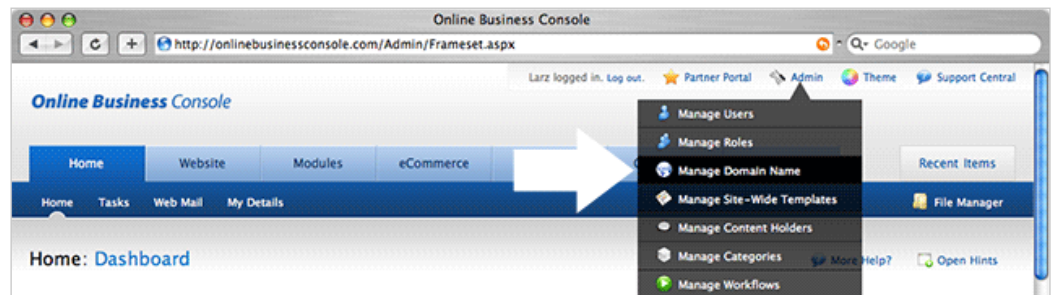 Online Business Console
http://onlinebusinessconsole.com/Admin/Frameset.aspx
Google
Larz logged in. Log out. Partner Portal Admin Theme Support Central
Online Business Console
Manage Users
Manage Roles
Home Website Modules eCommerce Manage Domain Name Recent Items
Home Tasks Web Mail My Details Manage Site-Wide Templates File Manager
Manage Content Holders
Home: Dashboard Manage Categories More Help? Open Hints
Manage Workflows